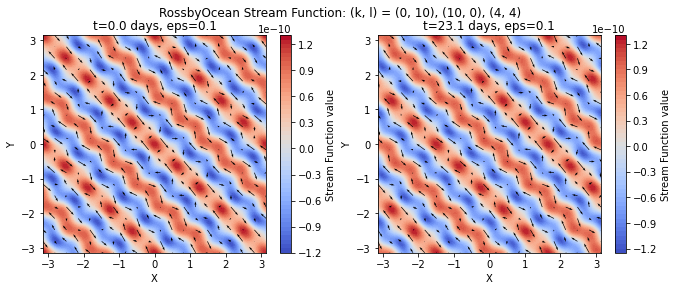 RossbyOcean Stream Function: (k, l) = (0, 10), (10, 0), (4, 4)
t=0.0 days, eps=0.1
1e−10
3
2
1
0
−1
−2
−3
Y
−3 −2 −1 0 1 2 3
X
1.2
0.9
0.6
0.3
0.0
−0.3
−0.6
−0.9
−1.2
Stream Function value
t=23.1 days, eps=0.1
1e−10
3
2
1
0
−1
−2
−3
Y
−3 −2 −1 0 1 2 3
X
1.2
0.9
0.6
0.3
0.0
−0.3
−0.6
−0.9
−1.2
Stream Function value